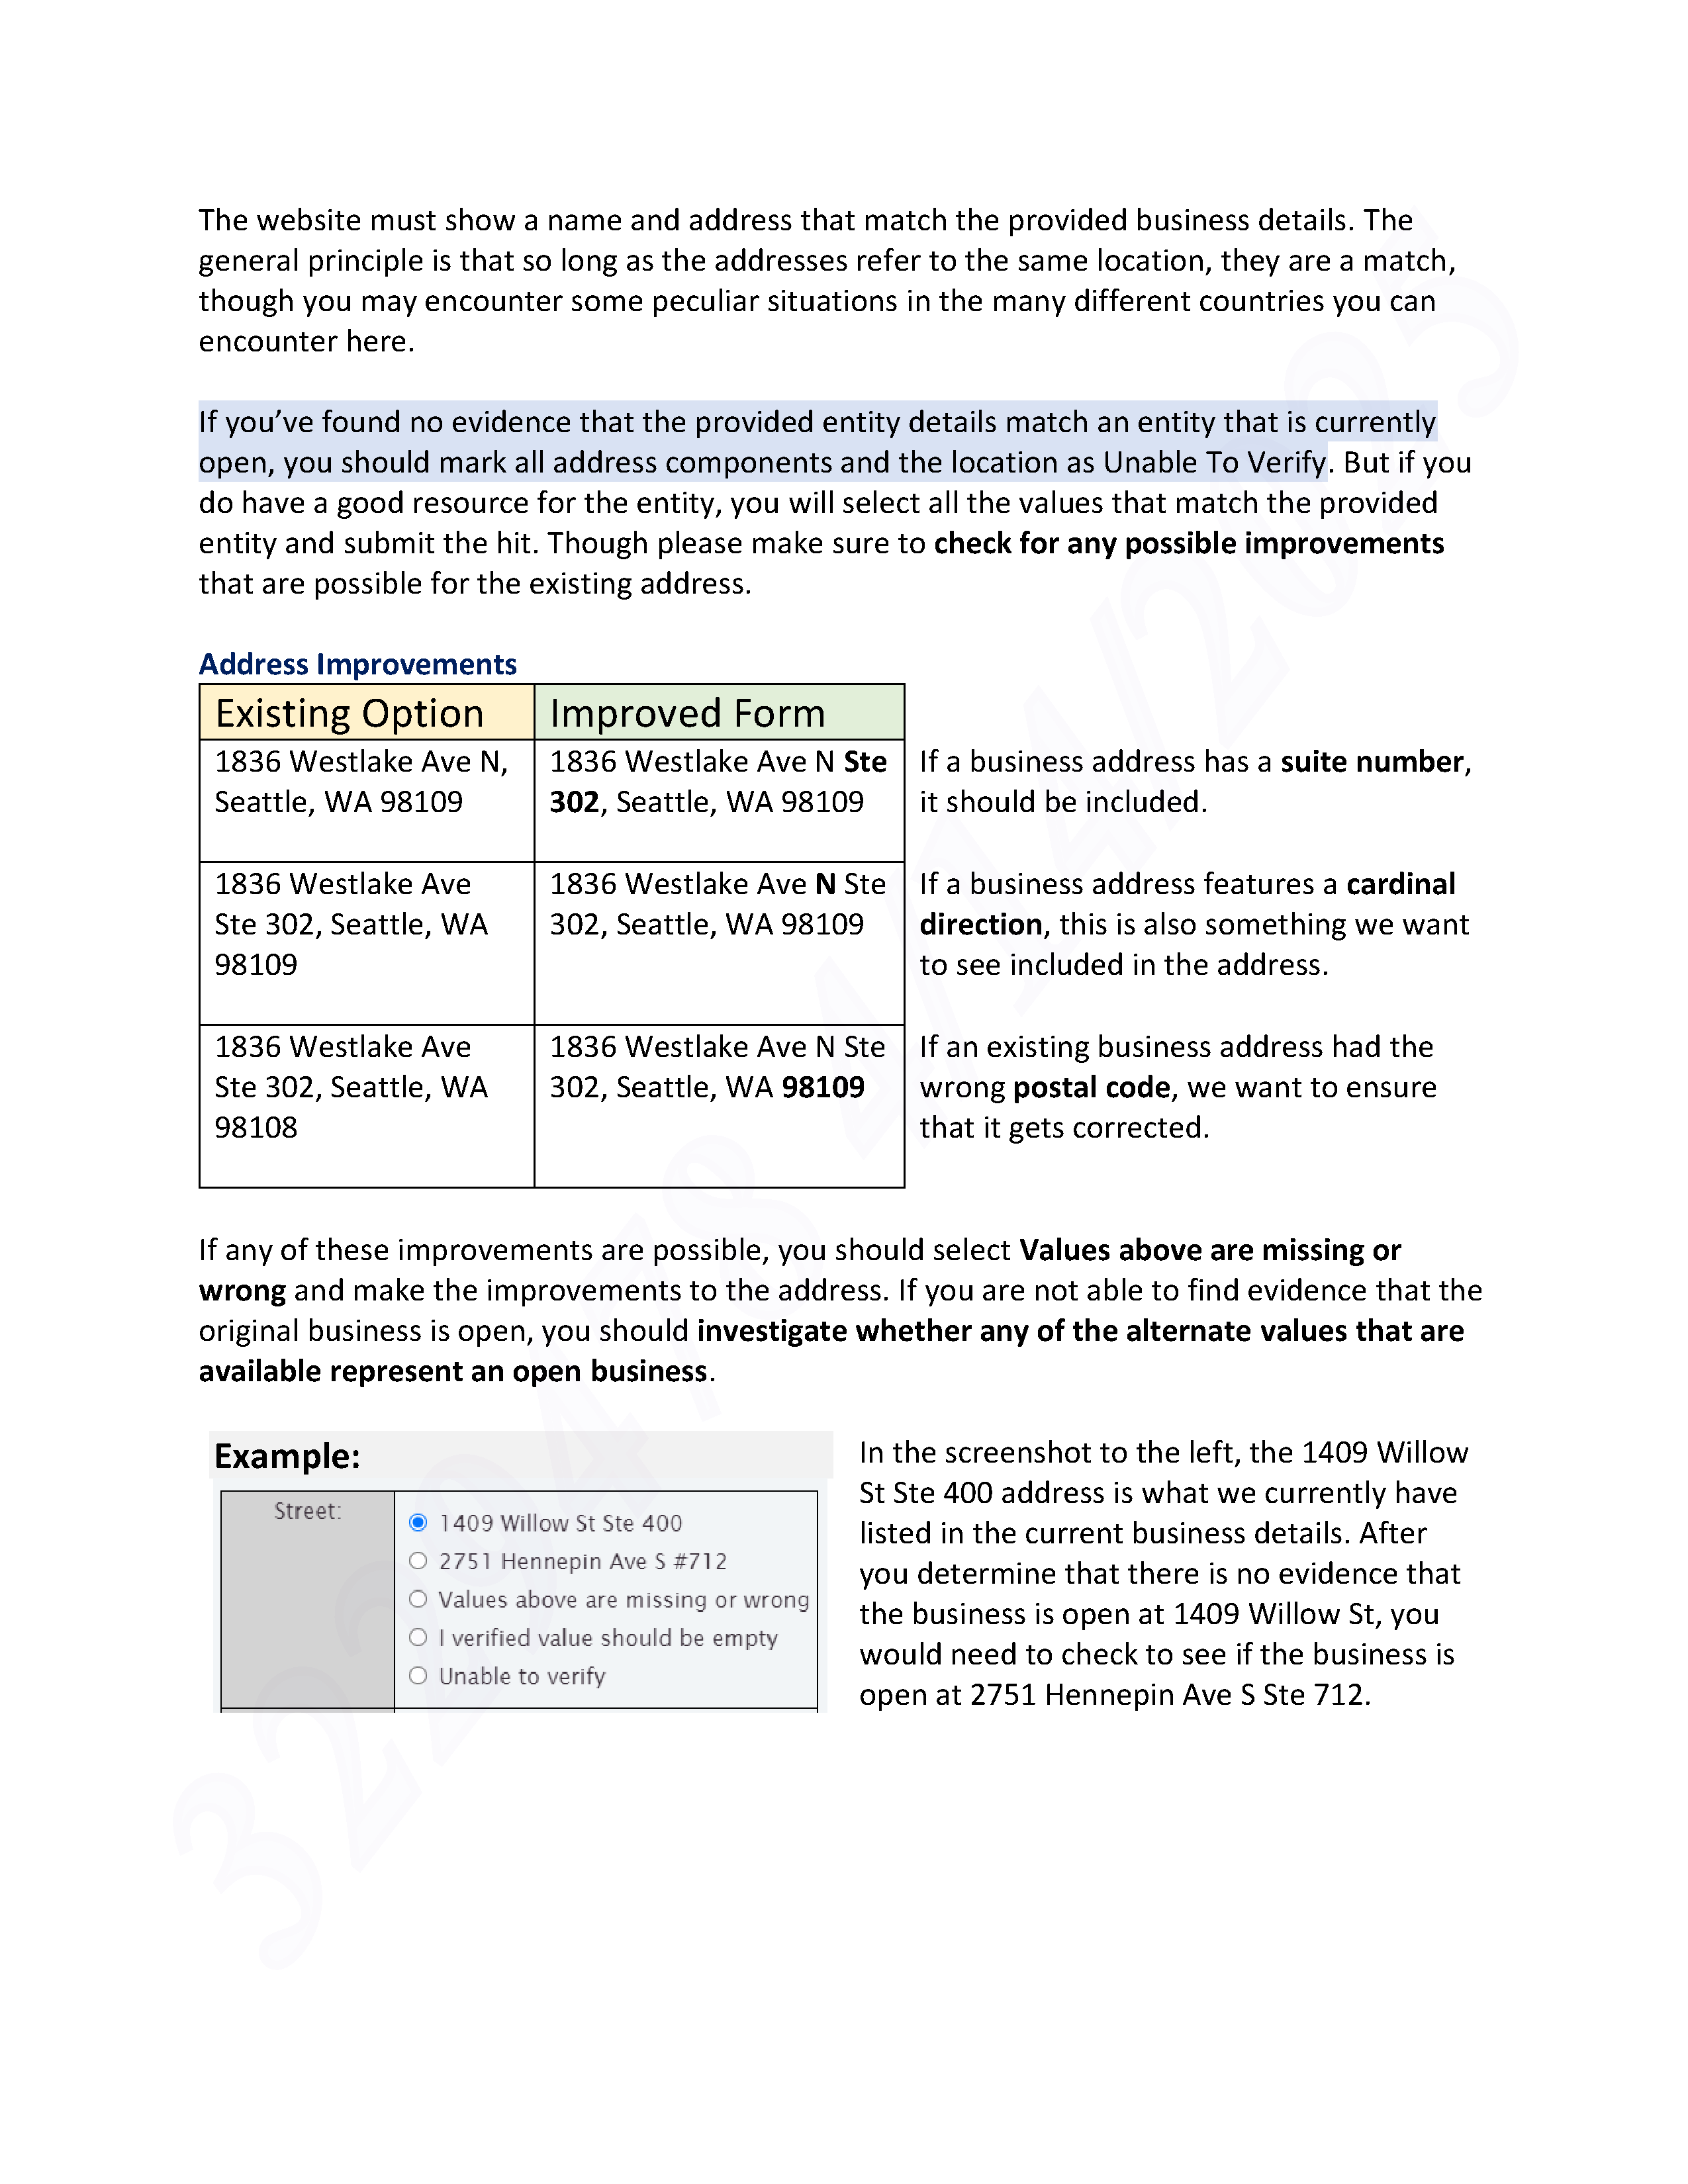 The website must show a name and address that match the provided business details. The
general principle is that so long as the addresses refer to the same location, they are a match,
though you may encounter some peculiar situations in the many different countries you can
encounter here.
If you’ve found no evidence that the provided entity details match an entity that is currently
open, you should mark all address components and the location as Unable To Verify. But if you
do have a good resource for the entity, you will select all the values that match the provided
entity and submit the hit. Though please make sure to check for any possible improvements
that are possible for the existing address.
Address Improvements
Existing Option
Improved Form
1836 Westlake Ave N,
Seattle, WA 98109
1836 Westlake Ave N Ste
302, Seattle, WA 98109
If a business address has a suite number,
it should be included.
1836 Westlake Ave
Ste 302, Seattle, WA
98109
1836 Westlake Ave N Ste
302, Seattle, WA 98109
If a business address features a cardinal
direction, this is also something we want
to see included in the address.
1836 Westlake Ave
Ste 302, Seattle, WA
98108
1836 Westlake Ave N Ste
302, Seattle, WA 98109
If an existing business address had the
wrong postal code, we want to ensure
that it gets corrected.
If any of these improvements are possible, you should select Values above are missing or
wrong and make the improvements to the address. If you are not able to find evidence that the
original business is open, you should investigate whether any of the alternate values that are
available represent an open business.
Example:
Street:
1409 Willow St Ste 400
2751 Hennepin Ave S #712
Values above are missing or wrong
I verified value should be empty
Unable to verify
In the screenshot to the left, the 1409 Willow
St Ste 400 address is what we currently have
listed in the current business details. After
you determine that there is no evidence that
the business is open at 1409 Willow St, you
would need to check to see if the business is
open at 2751 Hennepin Ave S Ste 712.